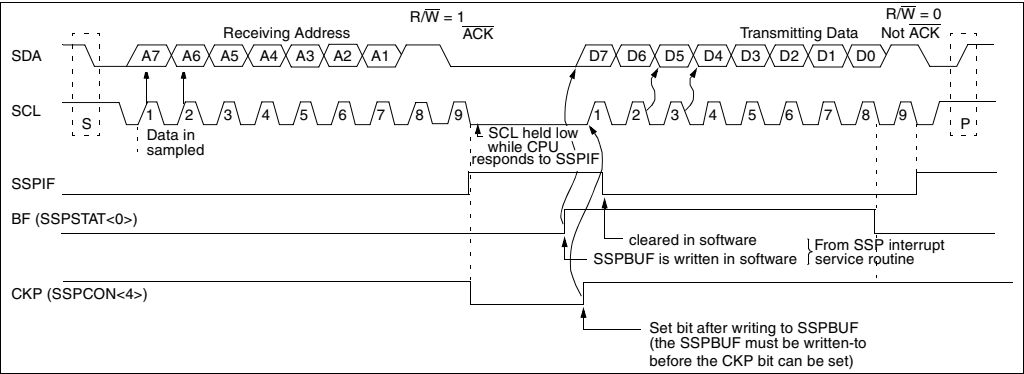 R/W = 1
R/W = 0
Receiving Address
ACK
Transmitting Data
Not ACK
SDA
A7 A6 A5 A4 A3 A2 A1
D7 D6 D5 D4 D3 D2 D1 D0
SCL
S
1 2 3 4 5 6 7 8 9
1 2 3 4 5 6 7 8 9
P
Data in
sampled
SCL held low
while CPU
responds to SSPIF
SSPIF
BF (SSPSTAT<0>)
cleared in software
SSPBUF is written in software
From SSP interrupt
service routine
CKP (SSPCON<4>)
Set bit after writing to SSPBUF
(the SSPBUF must be written-to
before the CKP bit can be set)